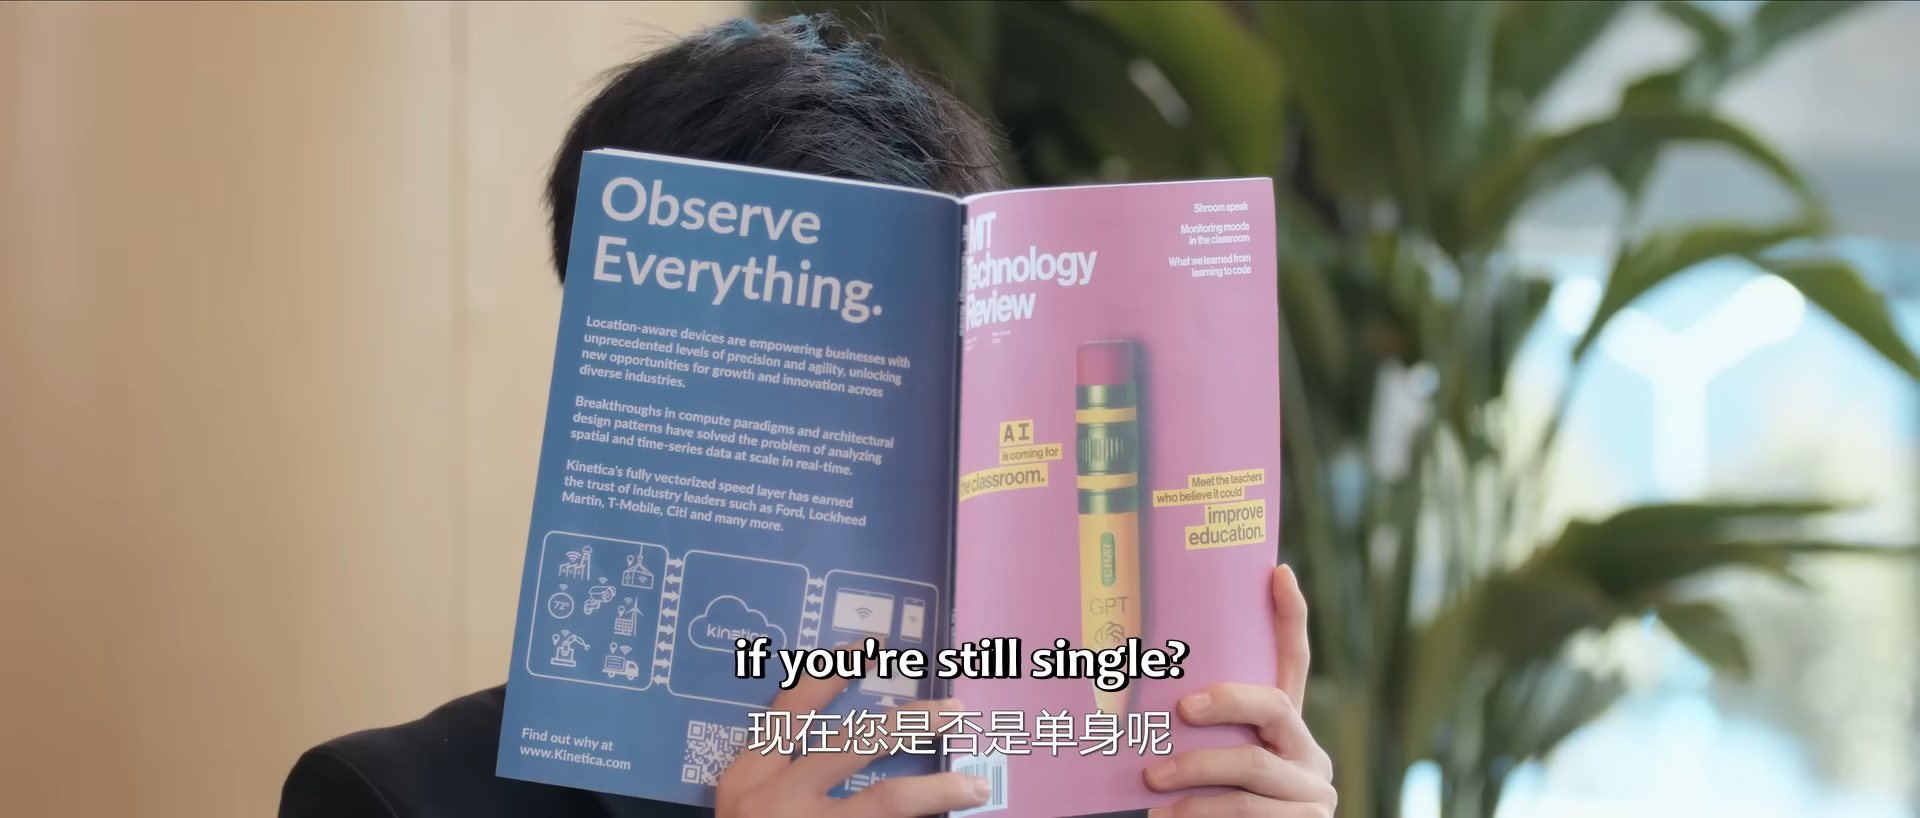 Observe
Everything.
Location-aware devices are empowering businesses with
unprecedented levels of precision and agility, unlocking
new opportunities for growth and innovation across
diverse industries.
Breakthroughs in compute paradigms and architectural
design patterns have solved the problem of analyzing
spatial and time-series data at scale in real-time.
Kinetica's fully vectorized speed layer has earned
the trust of industry leaders such as Ford, Lockheed
Martin, T-Mobile, Citi and many more.
72°
Find out why at
www.Kinetica.com
MIT
Technology
Review
Shroom speak
Monitoring moods
in the classroom
What we learned from
learning to code
AI
is coming for
the classroom.
Meet the teachers
who believe it could
improve
education.
CHAT
GPT
if you're still single?
现在您是否是单身呢